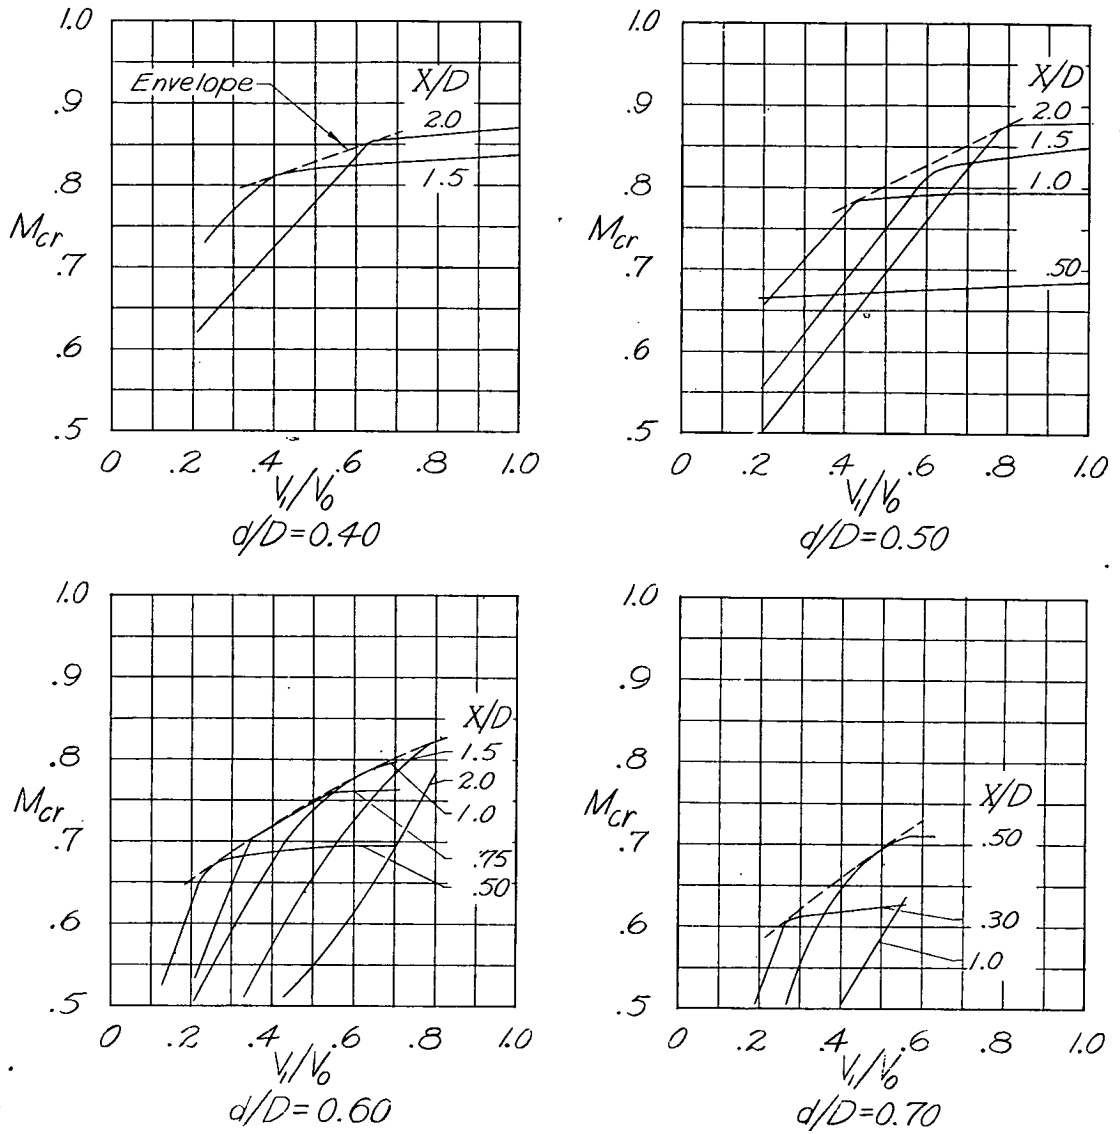 1.0
.9
.8
.7
.6
.5
Mcr
Envelope
X/D
2.0
1.5
0 .2 .4 .6 .8 1.0
V₁/V₀
d/D=0.40
1.0
.9
.8
.7
.6
.5
Mcr
X/D
2.0
1.5
1.0
.50
0 .2 .4 .6 .8 1.0
V₁/V₀
d/D=0.50
1.0
.9
.8
.7
.6
.5
Mcr
X/D
1.5
2.0
1.0
.75
.50
0 .2 .4 .6 .8 1.0
V₁/V₀
d/D=0.60
1.0
.9
.8
.7
.6
.5
Mcr
X/D
.50
.30
1.0
0 .2 .4 .6 .8 1.0
V₁/V₀
d/D=0.70